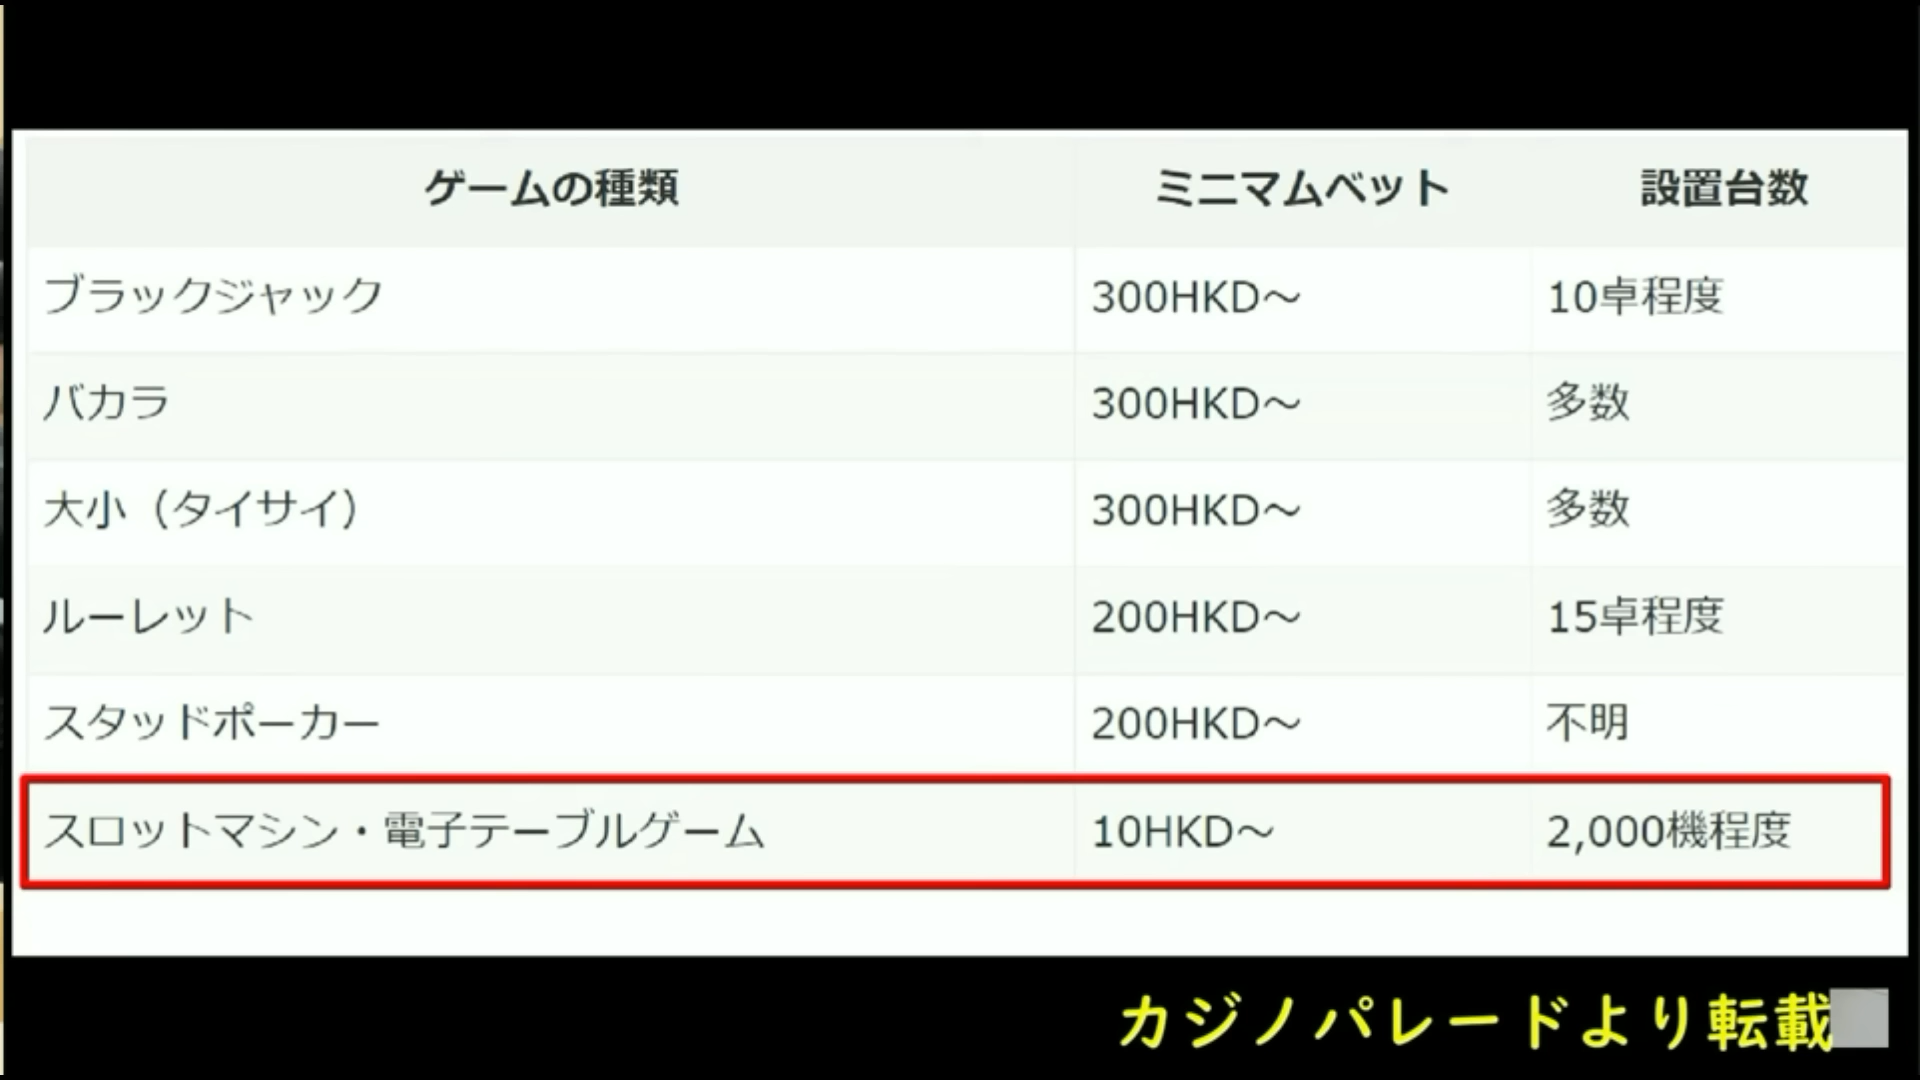 ゲームの種類 ミニマムベット 設置台数
ブラックジャック 300HKD～ 10卓程度
バカラ 300HKD～ 多数
大小（タイサイ） 300HKD～ 多数
ルーレット 200HKD～ 15卓程度
スタッドポーカー 200HKD～ 不明
スロットマシン・電子テーブルゲーム 10HKD～ 2,000機程度
カジノパレードより転載